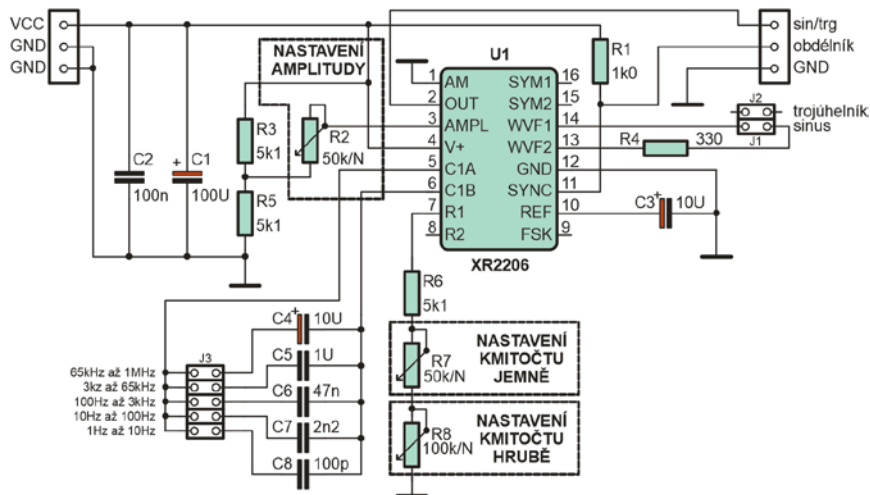 VCC
GND
GND
NASTAVENÍ
AMPLITUDY
R3
5k1
R2
50k/N
C2
100n
+
C1
100U
R5
5k1
U1
1 AM SYM1 16
2 OUT SYM2 15
3 AMPL WVF1 14
4 V+ WVF2 13
5 C1A GND 12
6 C1B SYNC 11
7 R1 REF 10
8 R2 FSK 9
XR2206
R1
1k0
sin/trg
obdélník
GND
J2
trojúhelník
sinus
J1
R4 330
C3 + 10U
R6
5k1
C4 + 10U
C5 1U
C6 47n
C7 2n2
C8 100p
J3
65kHz až 1MHz
3kz až 65kHz
100Hz až 3kHz
10Hz až 100Hz
1Hz až 10Hz
R7
50k/N
NASTAVENÍ
KMITOČTU
JEMNĚ
R8
100k/N
NASTAVENÍ
KMITOČTU
HRUBĚ